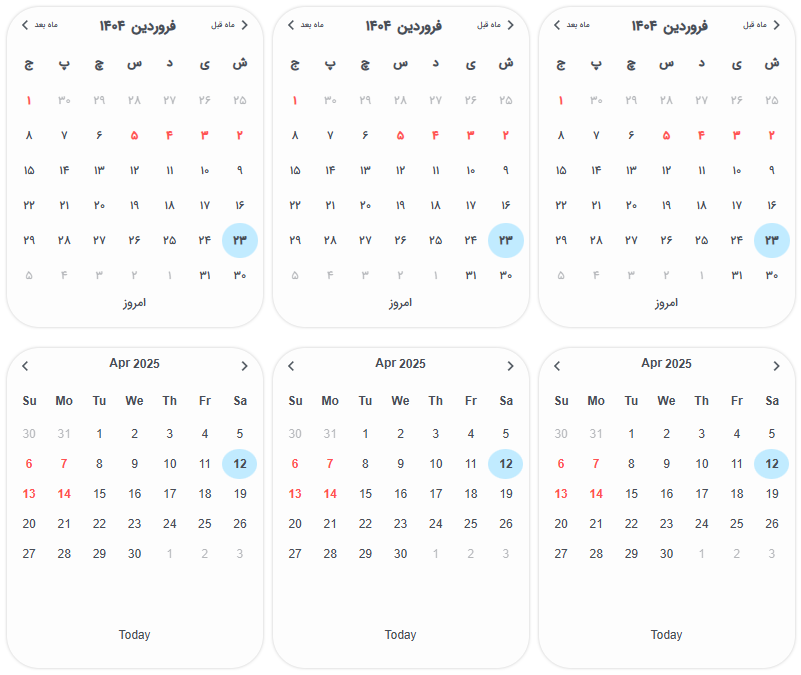 ماه قبل فروردین ۱۴۰۴ ماه بعد
ش ی د س چ پ ج
۲۵ ۲۶ ۲۷ ۲۸ ۲۹ ۳۰ ۱
۲ ۳ ۴ ۵ ۶ ۷ ۸
۹ ۱۰ ۱۱ ۱۲ ۱۳ ۱۴ ۱۵
۱۶ ۱۷ ۱۸ ۱۹ ۲۰ ۲۱ ۲۲
۲۳ ۲۴ ۲۵ ۲۶ ۲۷ ۲۸ ۲۹
۳۰ ۳۱ ۱ ۲ ۳ ۴ ۵
امروز
ماه قبل فروردین ۱۴۰۴ ماه بعد
ش ی د س چ پ ج
۲۵ ۲۶ ۲۷ ۲۸ ۲۹ ۳۰ ۱
۲ ۳ ۴ ۵ ۶ ۷ ۸
۹ ۱۰ ۱۱ ۱۲ ۱۳ ۱۴ ۱۵
۱۶ ۱۷ ۱۸ ۱۹ ۲۰ ۲۱ ۲۲
۲۳ ۲۴ ۲۵ ۲۶ ۲۷ ۲۸ ۲۹
۳۰ ۳۱ ۱ ۲ ۳ ۴ ۵
امروز
ماه قبل فروردین ۱۴۰۴ ماه بعد
ش ی د س چ پ ج
۲۵ ۲۶ ۲۷ ۲۸ ۲۹ ۳۰ ۱
۲ ۳ ۴ ۵ ۶ ۷ ۸
۹ ۱۰ ۱۱ ۱۲ ۱۳ ۱۴ ۱۵
۱۶ ۱۷ ۱۸ ۱۹ ۲۰ ۲۱ ۲۲
۲۳ ۲۴ ۲۵ ۲۶ ۲۷ ۲۸ ۲۹
۳۰ ۳۱ ۱ ۲ ۳ ۴ ۵
امروز
Apr 2025
Su Mo Tu We Th Fr Sa
30 31 1 2 3 4 5
6 7 8 9 10 11 12
13 14 15 16 17 18 19
20 21 22 23 24 25 26
27 28 29 30 1 2 3
Today
Apr 2025
Su Mo Tu We Th Fr Sa
30 31 1 2 3 4 5
6 7 8 9 10 11 12
13 14 15 16 17 18 19
20 21 22 23 24 25 26
27 28 29 30 1 2 3
Today
Apr 2025
Su Mo Tu We Th Fr Sa
30 31 1 2 3 4 5
6 7 8 9 10 11 12
13 14 15 16 17 18 19
20 21 22 23 24 25 26
27 28 29 30 1 2 3
Today